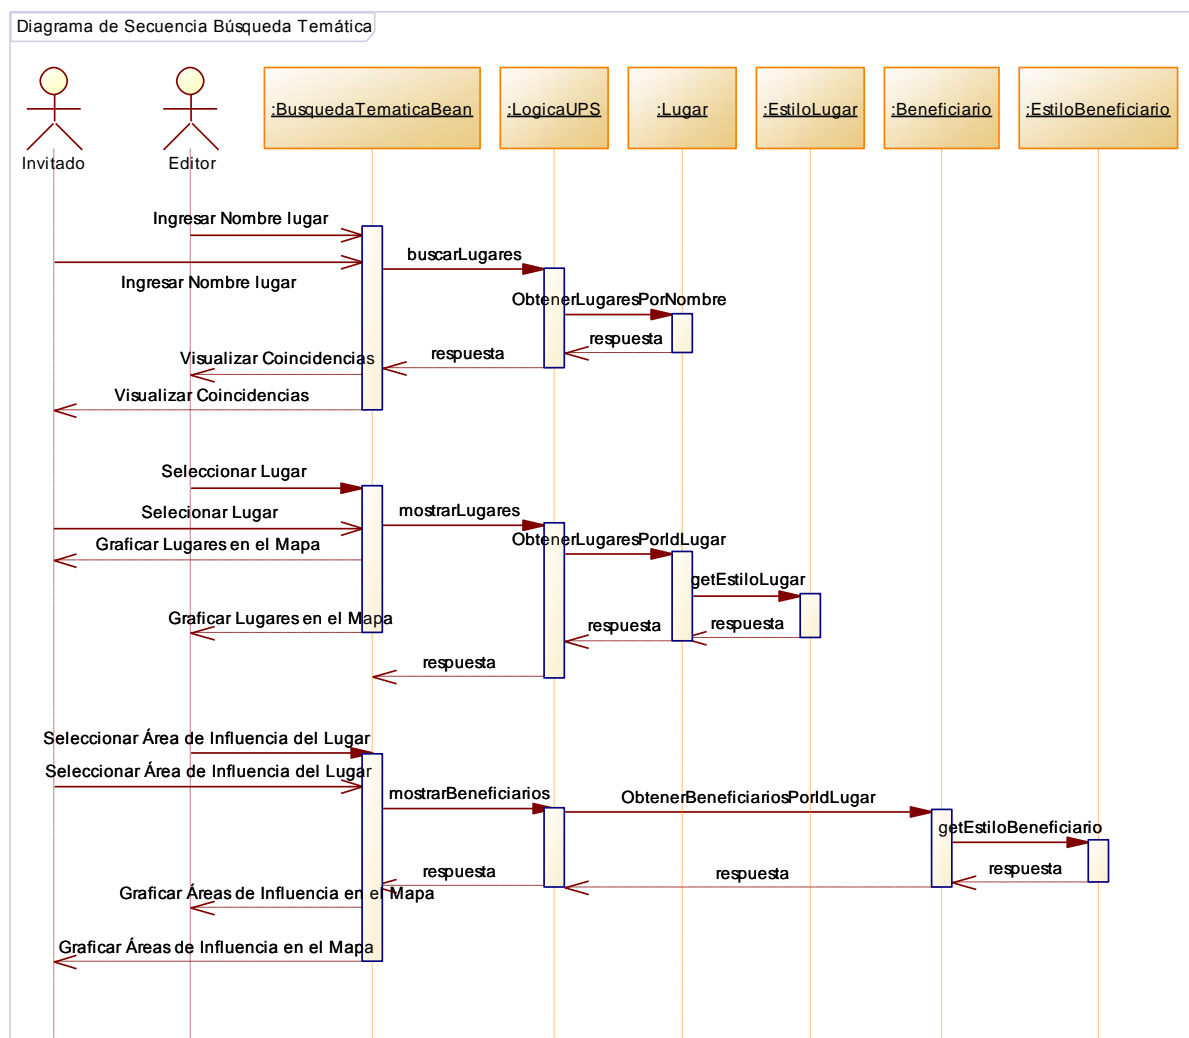 Diagrama de Secuencia Búsqueda Temática
Invitado
Editor
:BusquedaTematicaBean
:LogicaUPS
:Lugar
:EstiloLugar
:Beneficiario
:EstiloBeneficiario
Ingresar Nombre lugar
buscarLugares
Ingresar Nombre lugar
ObtenerLugaresPorNombre
respuesta
respuesta
Visualizar Coincidencias
Visualizar Coincidencias
Seleccionar Lugar
Selecionar Lugar
mostrarLugares
ObtenerLugaresPorIdLugar
Graficar Lugares en el Mapa
getEstiloLugar
Graficar Lugares en el Mapa
respuesta
respuesta
respuesta
Seleccionar Área de Influencia del Lugar
Seleccionar Área de Influencia del Lugar
mostrarBeneficiarios
ObtenerBeneficiariosPorIdLugar
getEstiloBeneficiario
respuesta
respuesta
respuesta
Graficar Áreas de Influencia en el Mapa
Graficar Áreas de Influencia en el Mapa